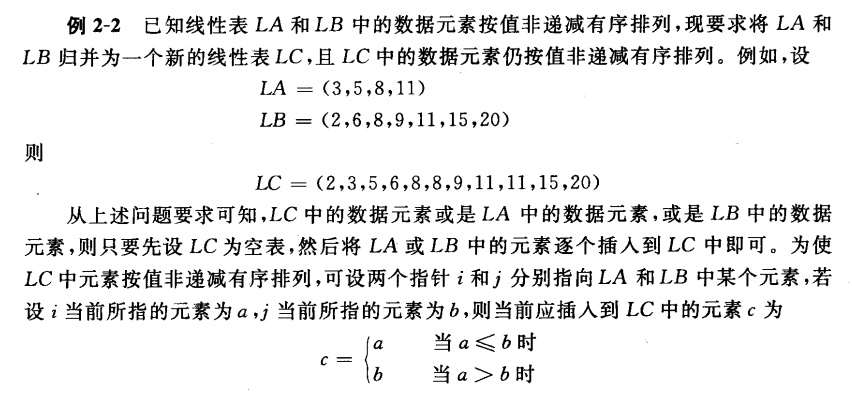 例 2-2 已知线性表 LA 和 LB 中的数据元素按值非递减有序排列,现要求将 LA 和
LB 归并为一个新的线性表 LC,且 LC 中的数据元素仍按值非递减有序排列。例如,设
LA = (3,5,8,11)
LB = (2,6,8,9,11,15,20)
则
LC = (2,3,5,6,8,8,9,11,11,15,20)
从上述问题要求可知,LC 中的数据元素或是 LA 中的数据元素,或是 LB 中的数据
元素,则只要先设 LC 为空表,然后将 LA 或 LB 中的元素逐个插入到 LC 中即可。为使
LC 中元素按值非递减有序排列,可设两个指针 i 和 j 分别指向 LA 和 LB 中某个元素,若
设 i 当前所指的元素为 a,j 当前所指的元素为 b,则当前应插入到 LC 中的元素 c 为
c = { a 当 a ≤ b 时
b 当 a > b 时